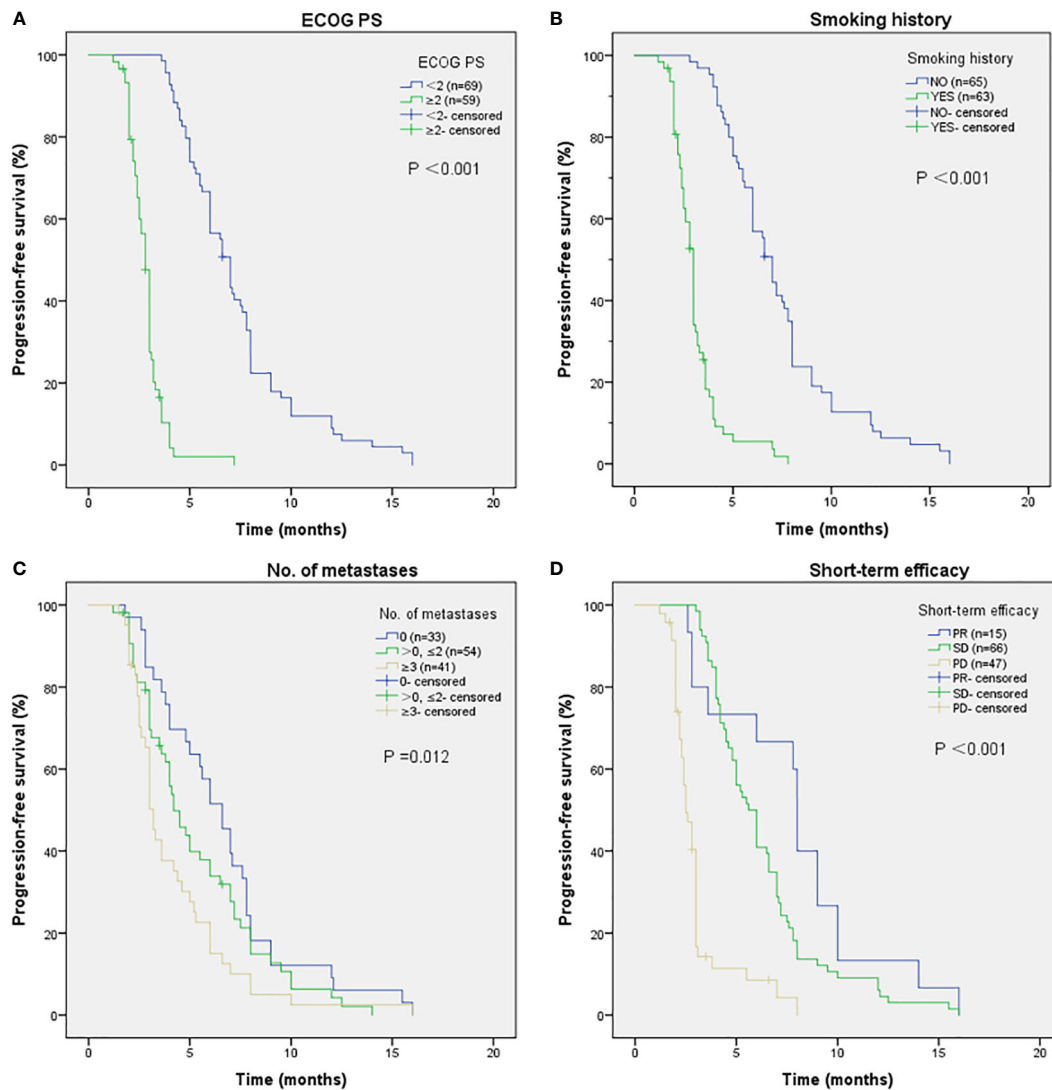 A
ECOG PS
Progression-free survival (%)
100
80
60
40
20
0
ECOG PS
<2 (n=69)
≥2 (n=59)
<2- censored
≥2- censored
P <0.001
0 5 10 15 20
Time (months)
B
Smoking history
Progression-free survival (%)
100
80
60
40
20
0
Smoking history
NO (n=65)
YES (n=63)
NO- censored
YES- censored
P <0.001
0 5 10 15 20
Time (months)
C
No. of metastases
Progression-free survival (%)
100
80
60
40
20
0
No. of metastases
0 (n=33)
>0, ≤2 (n=54)
≥3 (n=41)
0- censored
>0, ≤2- censored
≥3- censored
P =0.012
0 5 10 15 20
Time (months)
D
Short-term efficacy
Progression-free survival (%)
100
80
60
40
20
0
Short-term efficacy
PR (n=15)
SD (n=66)
PD (n=47)
PR- censored
SD- censored
PD- censored
P <0.001
0 5 10 15 20
Time (months)